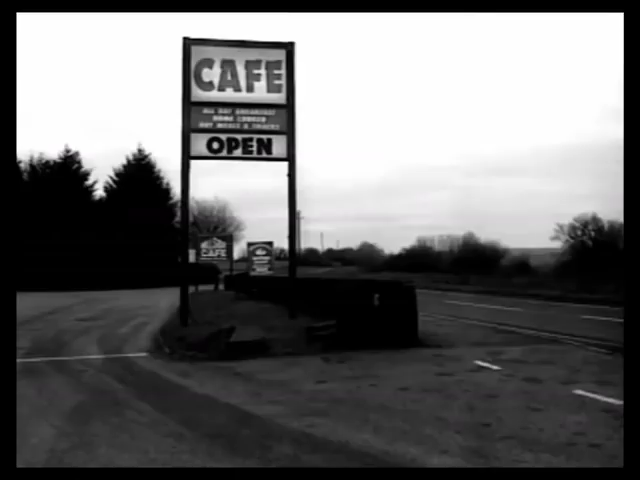 CAFE
ALL DAY BREAKFAST
HOME COOKED
HOT MEALS & SNACKS
OPEN
CAFE